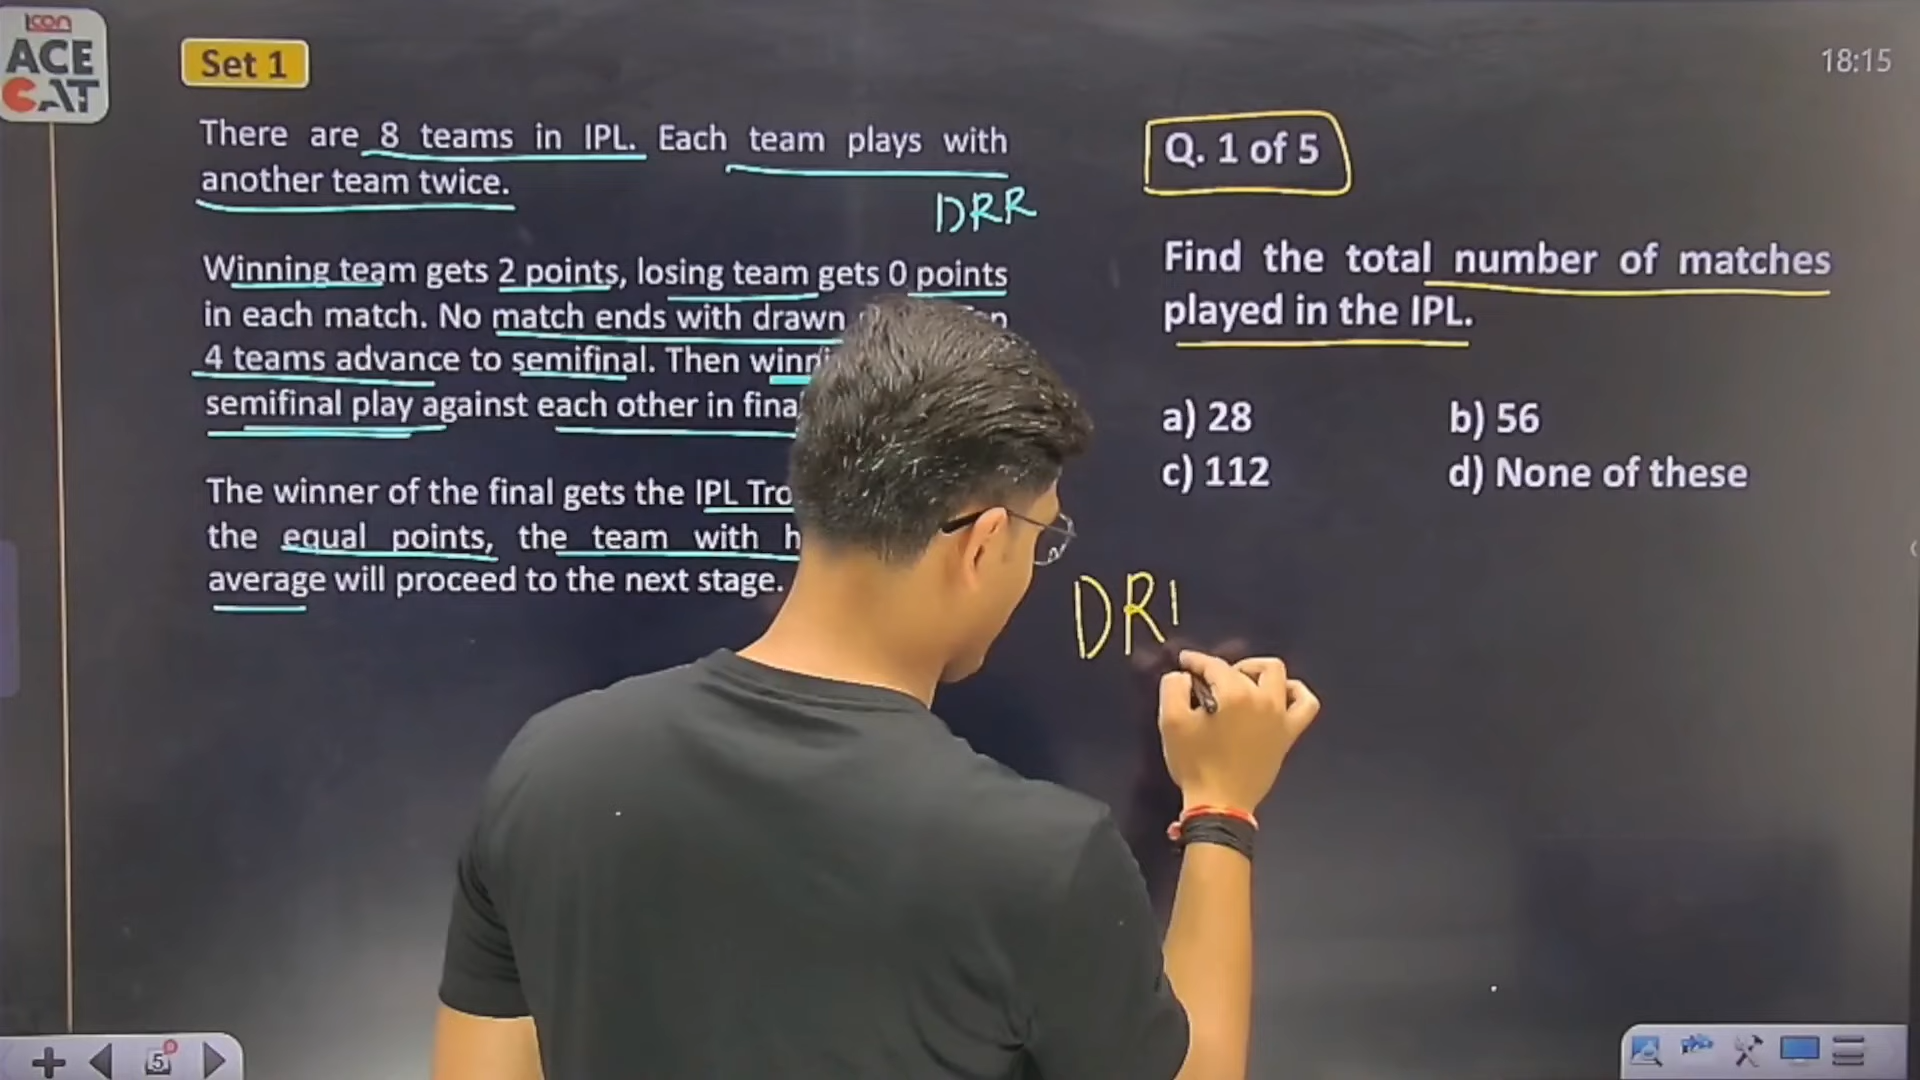 icon
ACE
CAT
Set 1
18:15
There are 8 teams in IPL. Each team plays with
another team twice.
DRR
Winning team gets 2 points, losing team gets 0 points
in each match. No match ends with drawn
4 teams advance to semifinal. Then
semifinal play against each other in
The winner of the final gets the IPL
the equal points, the team with
average will proceed to the next stage.
Q. 1 of 5
Find the total number of matches
played in the IPL.
a) 28 b) 56
c) 112 d) None of these
DR
5